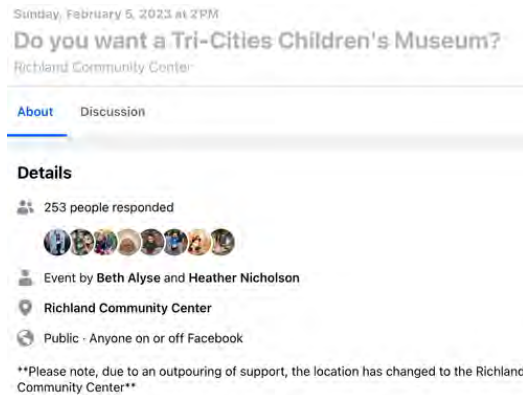 Sunday, February 5, 2023 at 2PM
Do you want a Tri-Cities Children's Museum?
Richland Community Center
About Discussion
Details
253 people responded
Event by Beth Alyse and Heather Nicholson
Richland Community Center
Public · Anyone on or off Facebook
**Please note, due to an outpouring of support, the location has changed to the Richland
Community Center**